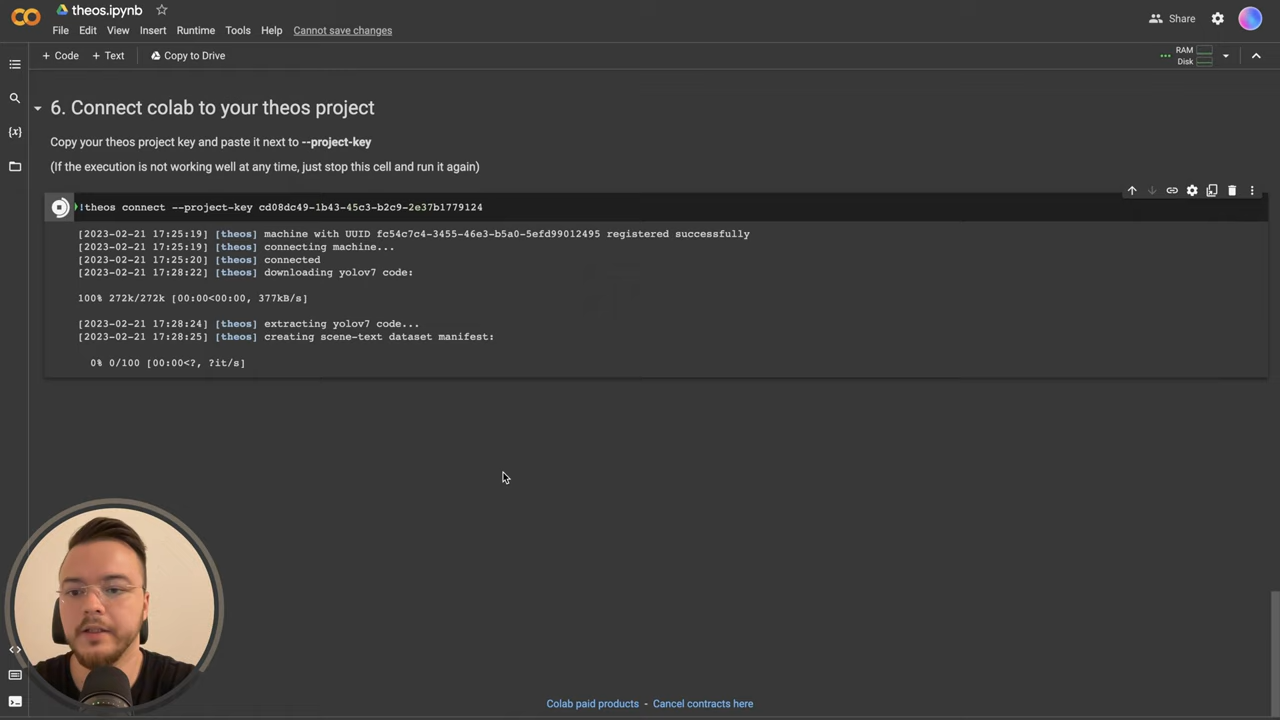 theos.ipynb
File Edit View Insert Runtime Tools Help Cannot save changes
Share
+ Code + Text Copy to Drive
RAM
Disk
6. Connect colab to your theos project
Copy your theos project key and paste it next to --project-key
(If the execution is not working well at any time, just stop this cell and run it again)
!theos connect --project-key cd08dc49-1b43-45c3-b2c9-2e37b1779124
[2023-02-21 17:25:19] [theos] machine with UUID fc54c7c4-3455-46e3-b5a0-5efd99012495 registered successfully
[2023-02-21 17:25:19] [theos] connecting machine...
[2023-02-21 17:25:20] [theos] connected
[2023-02-21 17:28:22] [theos] downloading yolov7 code:
100% 272k/272k [00:00<00:00, 377kB/s]
[2023-02-21 17:28:24] [theos] extracting yolov7 code...
[2023-02-21 17:28:25] [theos] creating scene-text dataset manifest:
0% 0/100 [00:00<?, ?it/s]
Colab paid products - Cancel contracts here